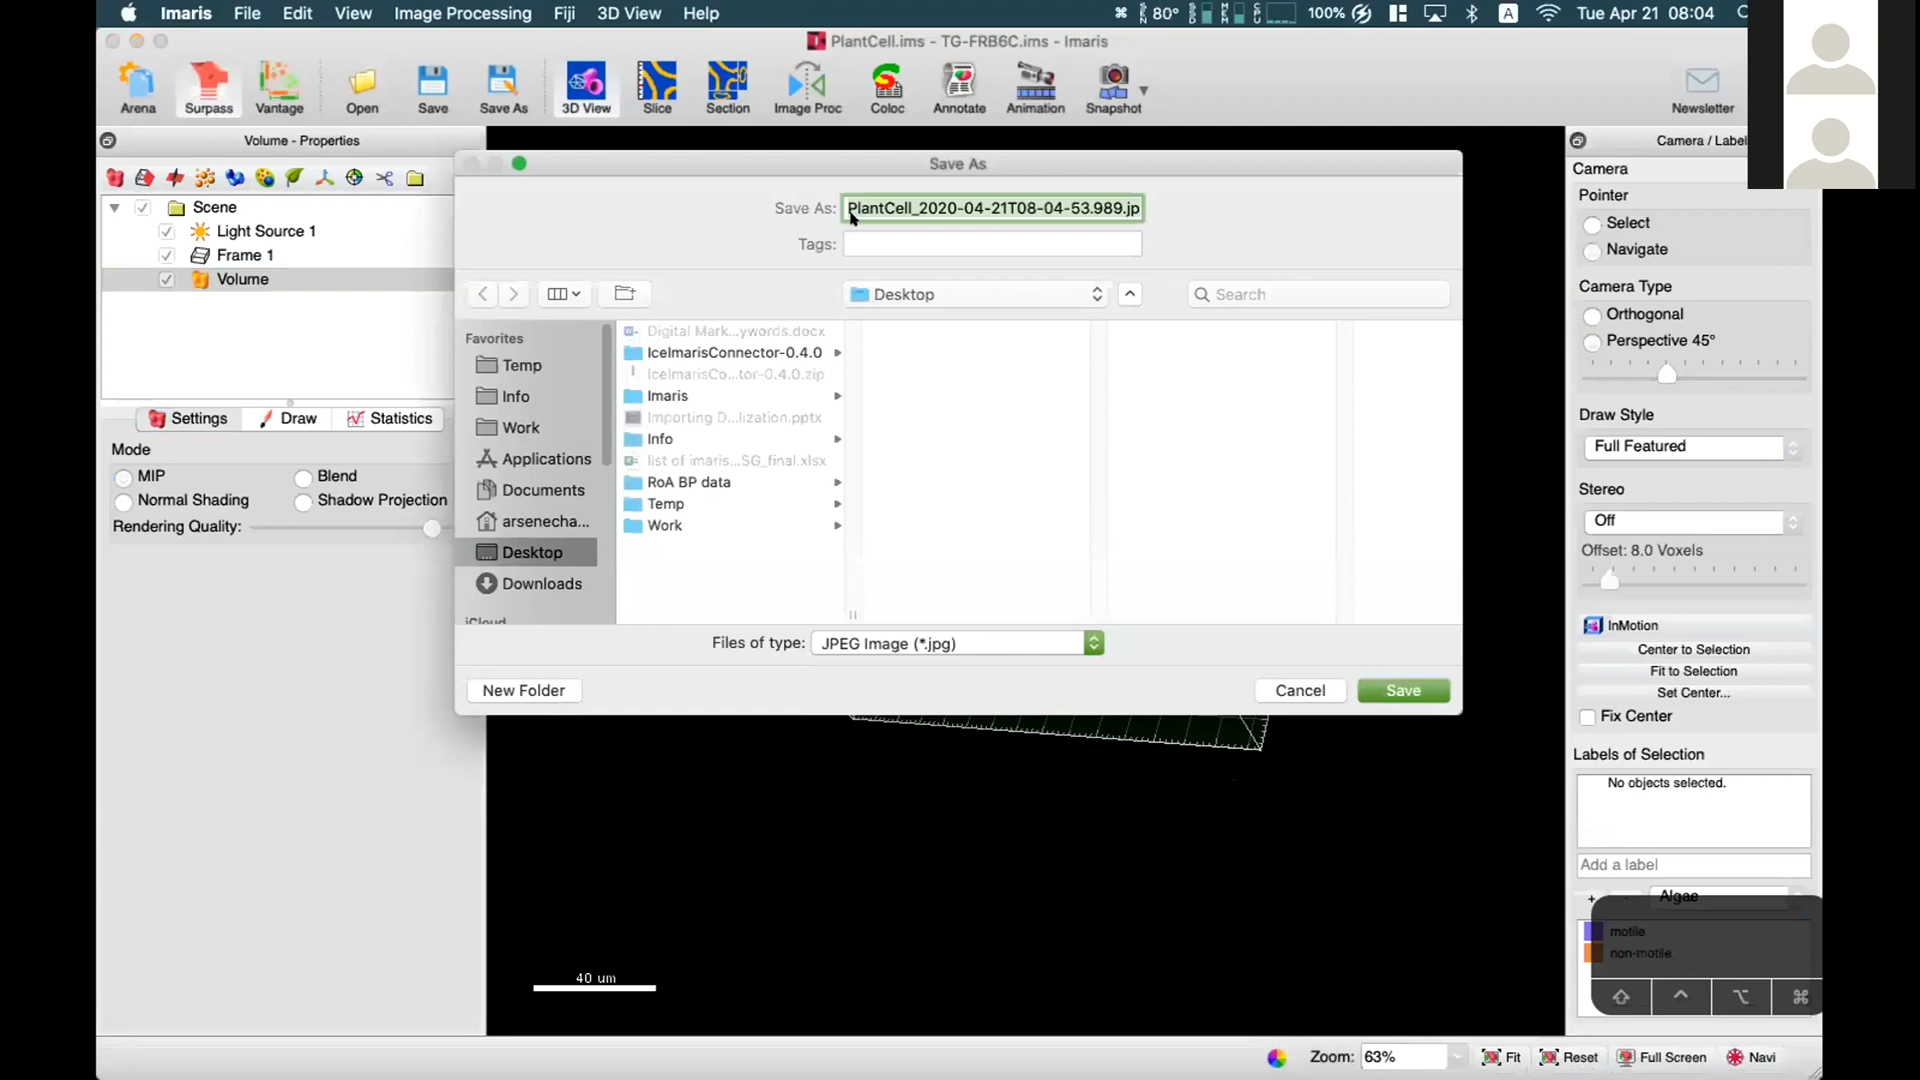 Imaris File Edit View Image Processing Fiji 3D View Help
80° 100% A Tue Apr 21 08:04
PlantCell.ims - TG-FRB6C.ims - Imaris
Arena Surpass Vantage Open Save Save As 3D View Slice Section Image Proc Coloc Annotate Animation Snapshot Newsletter
Volume - Properties
Scene
Light Source 1
Frame 1
Volume
Settings Draw Statistics
Mode
MIP Blend
Normal Shading Shadow Projection
Rendering Quality:
Save As
Save As: PlantCell_2020-04-21T08-04-53.989.jp
Tags:
Desktop
Search
Favorites
Temp
Info
Work
Applications
Documents
arsenecha...
Desktop
Downloads
iCloud
Digital Mark...ywords.docx
IceImarisConnector-0.4.0
IceImarisCo...tor-0.4.0.zip
Imaris
Importing D...lization.pptx
Info
list of imaris...SG_final.xlsx
RoA BP data
Temp
Work
Files of type: JPEG Image (*.jpg)
New Folder Cancel Save
40 um
Camera / Label
Camera
Pointer
Select
Navigate
Camera Type
Orthogonal
Perspective 45°
Draw Style
Full Featured
Stereo
Off
Offset: 8.0 Voxels
InMotion
Center to Selection
Fit to Selection
Set Center...
Fix Center
Labels of Selection
No objects selected.
Add a label
+ - Algae
motile
non-motile
Zoom: 63% Fit Reset Full Screen Navi